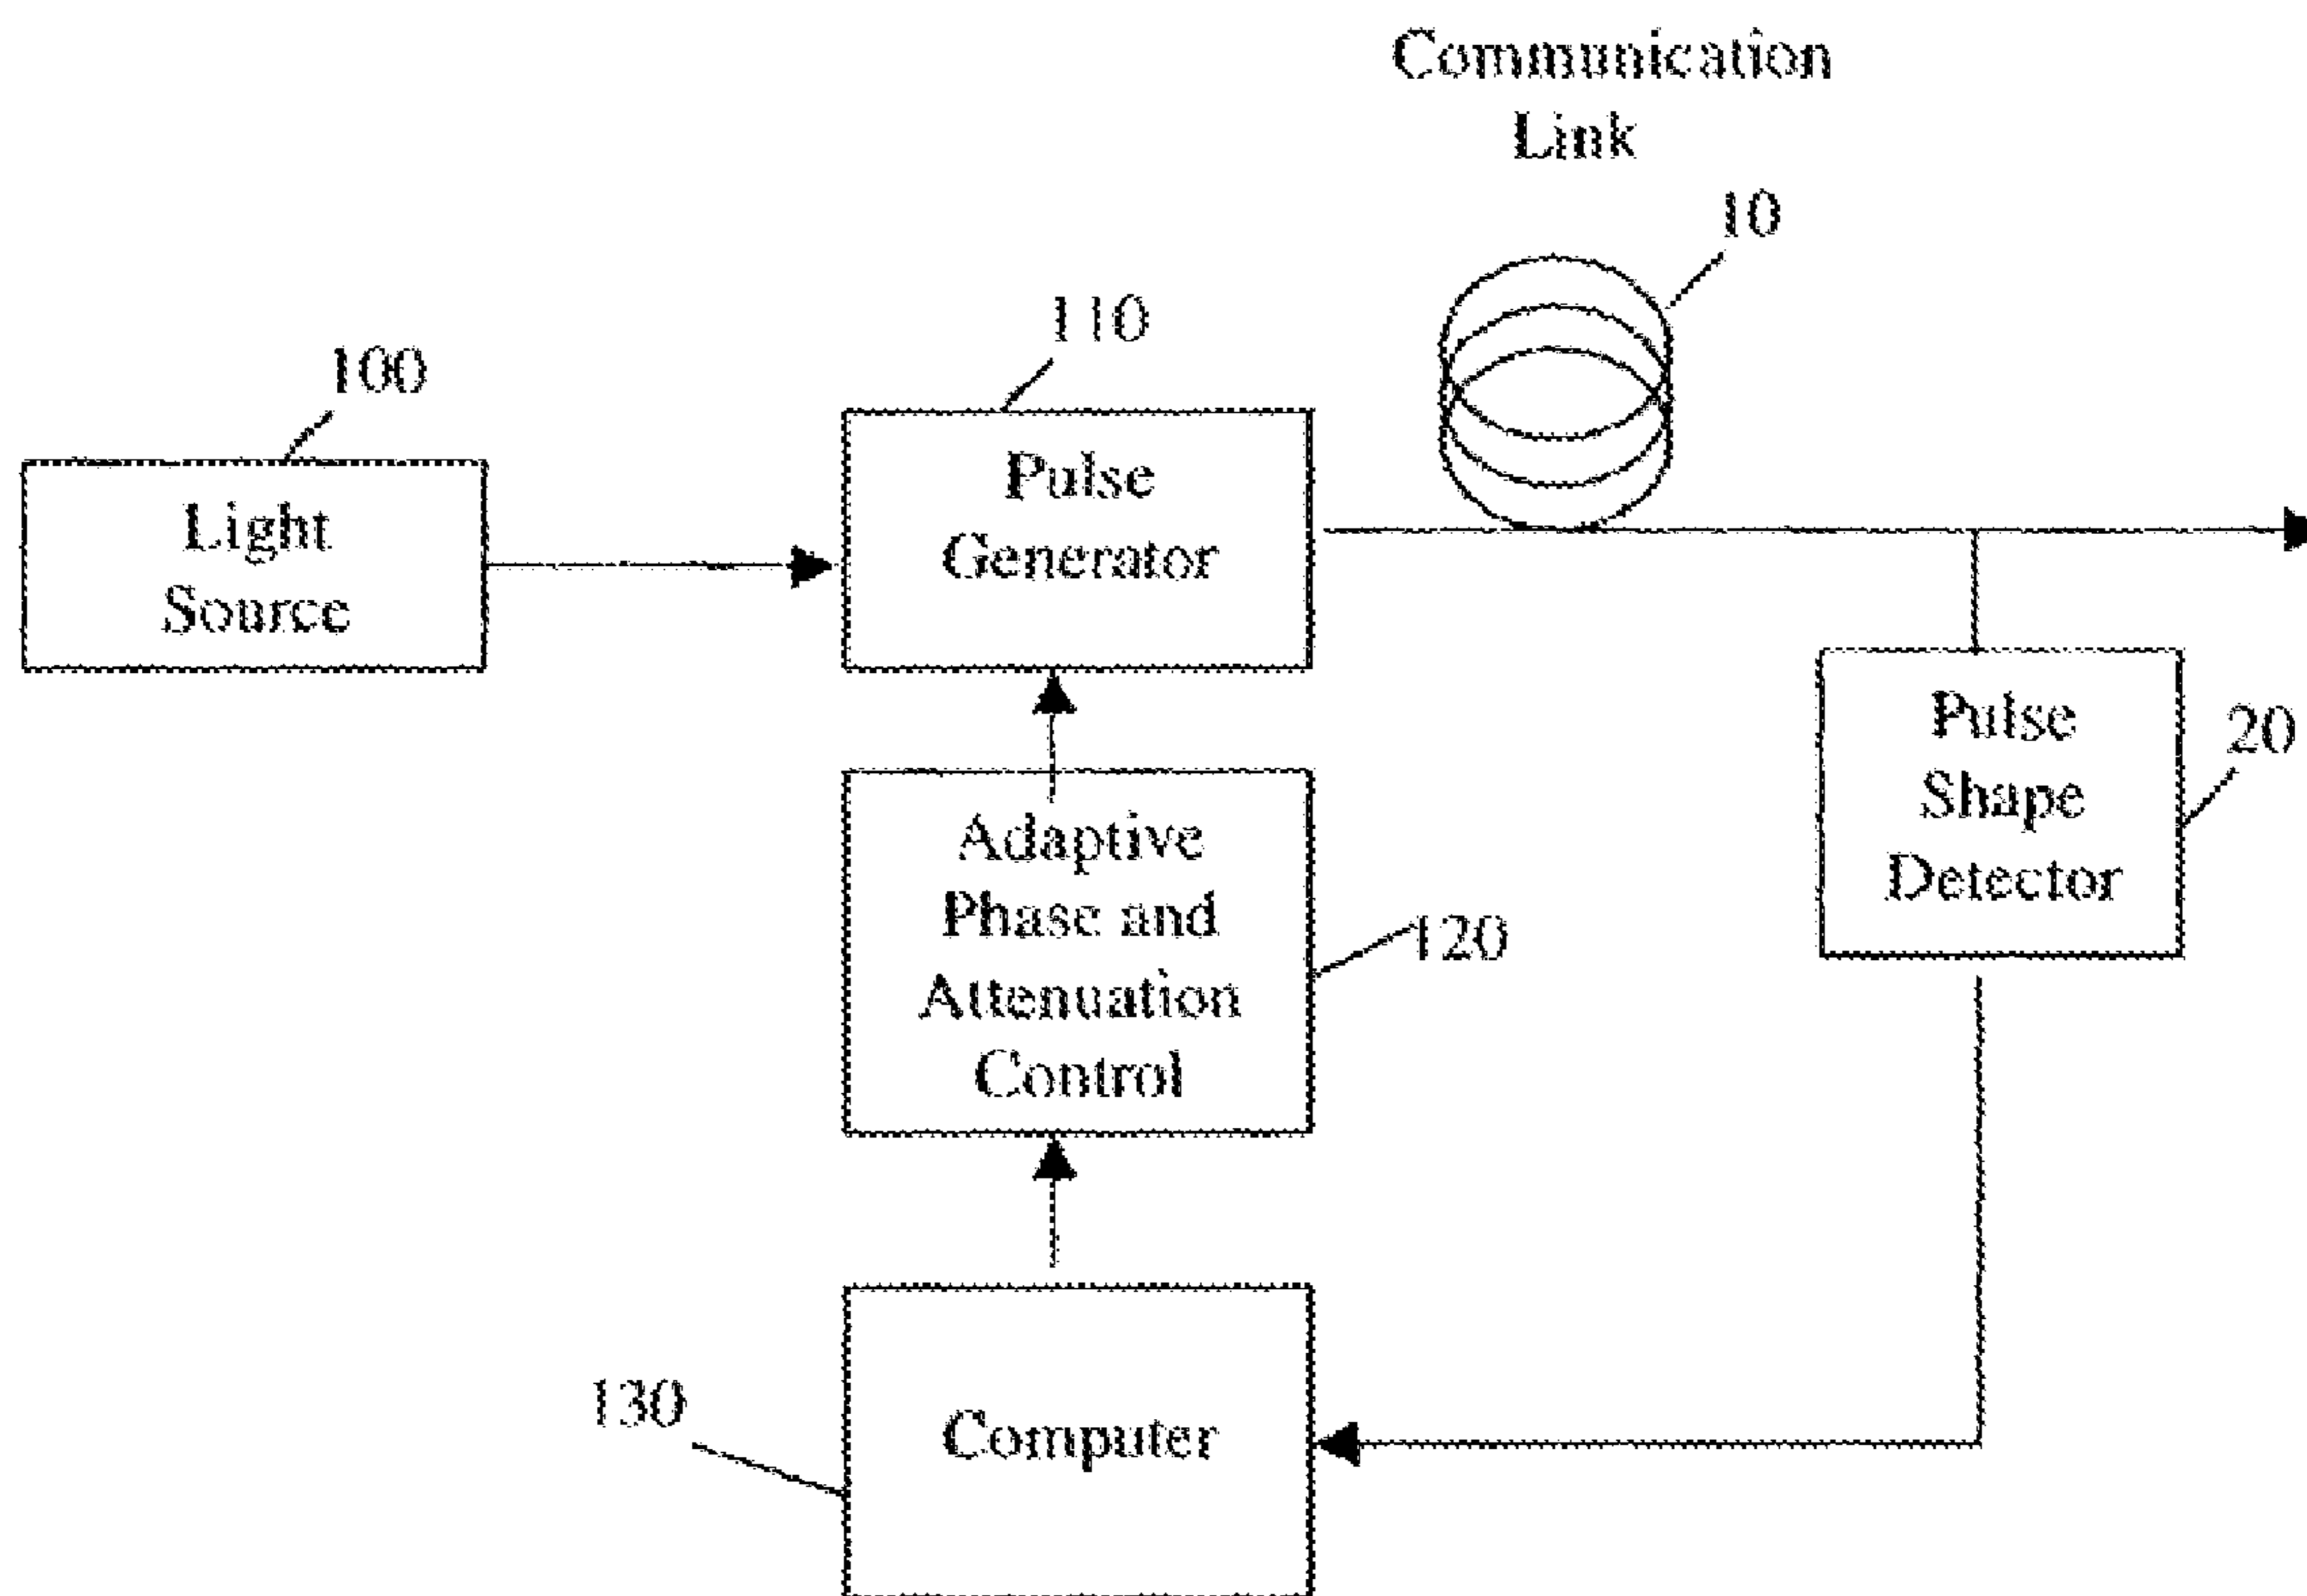 Communication
Link
10
110
100
Pulse
Generator
Light
Source
Pulse
Shape
Detector
20
Adaptive
Phase and
Attenuation
Control
120
130
Computer